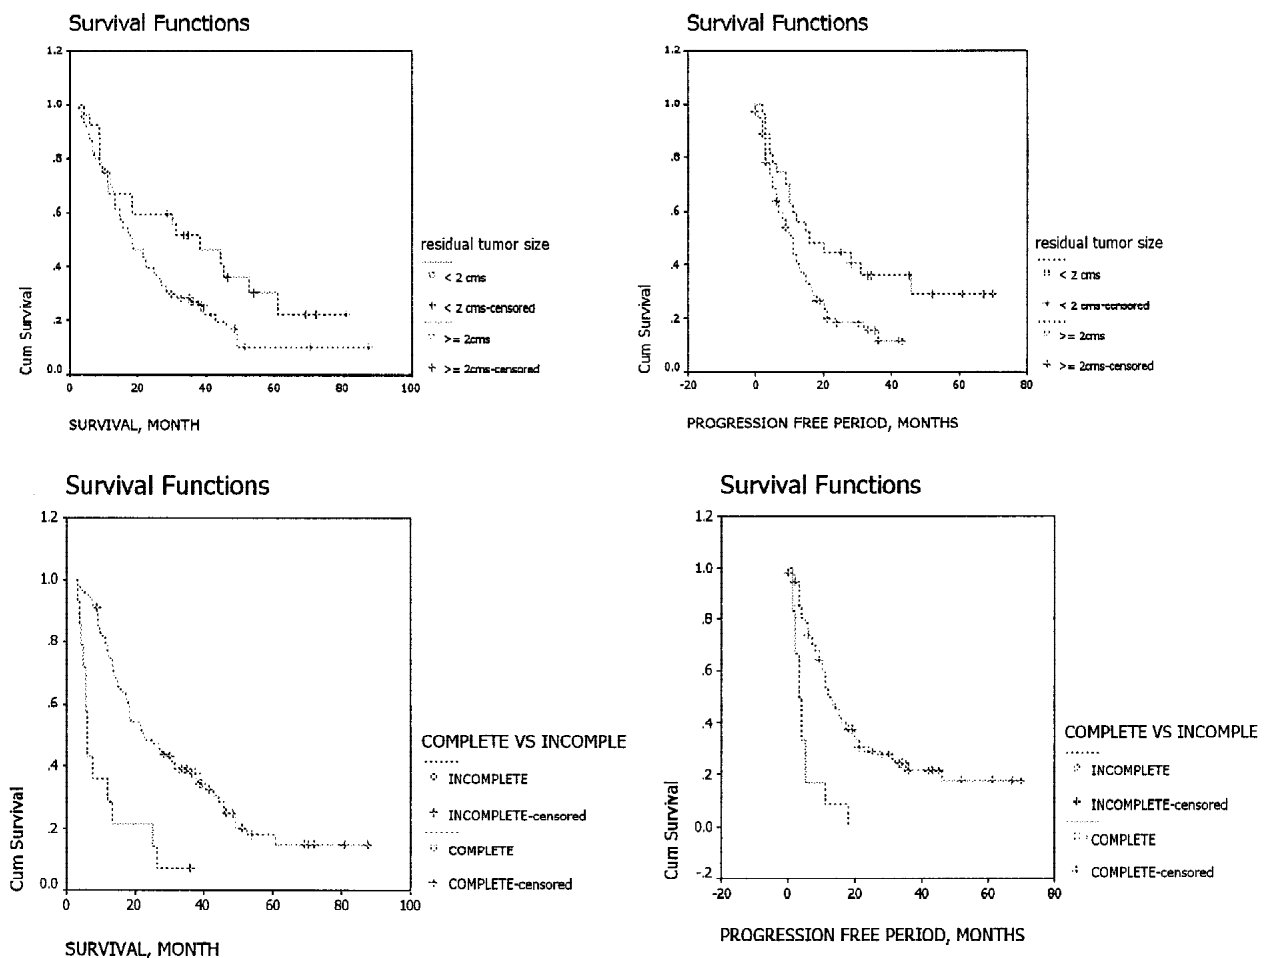 Survival Functions
1.2
1.0
.8
.6
.4
.2
0.0
Cum Survival
0
20
40
60
80
100
SURVIVAL, MONTH
residual tumor size
< 2 cms
< 2 cms-censored
>= 2cms
>= 2cms-censored
Survival Functions
1.2
1.0
.8
.6
.4
.2
0.0
Cum Survival
-20
0
20
40
60
80
PROGRESSION FREE PERIOD, MONTHS
residual tumor size
< 2 cms
< 2 cms-censored
>= 2cms
>= 2cms-censored
Survival Functions
1.2
1.0
.8
.6
.4
.2
0.0
Cum Survival
0
20
40
60
80
100
SURVIVAL, MONTH
COMPLETE VS INCOMPLE
INCOMPLETE
INCOMPLETE-censored
COMPLETE
COMPLETE-censored
Survival Functions
1.2
1.0
.8
.6
.4
.2
0.0
-.2
Cum Survival
-20
0
20
40
60
80
PROGRESSION FREE PERIOD, MONTHS
COMPLETE VS INCOMPLE
INCOMPLETE
INCOMPLETE-censored
COMPLETE
COMPLETE-censored